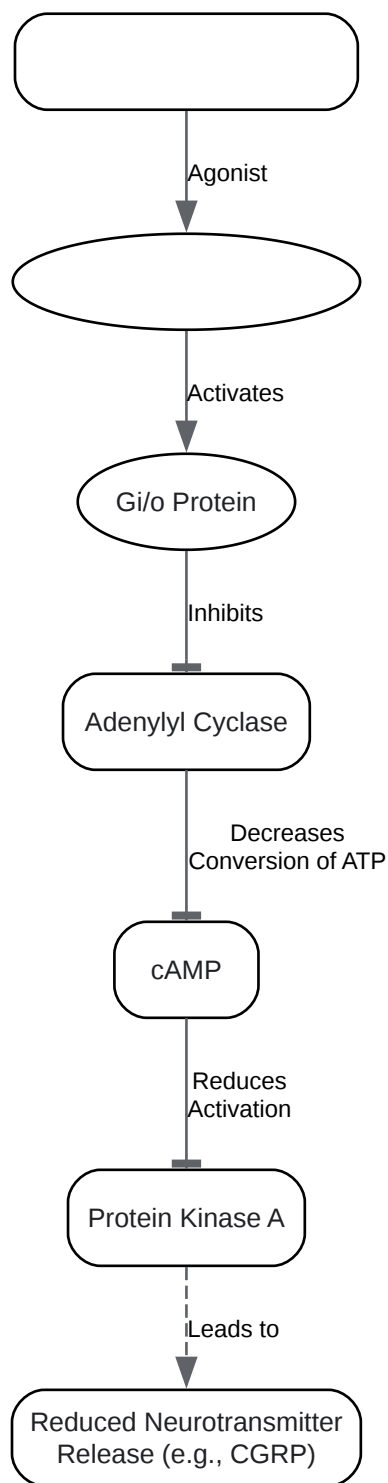 Agonist
Activates
Gi/o Protein
Inhibits
Adenylyl Cyclase
Decreases
Conversion of ATP
cAMP
Reduces
Activation
Protein Kinase A
Leads to
Reduced Neurotransmitter
Release (e.g., CGRP)